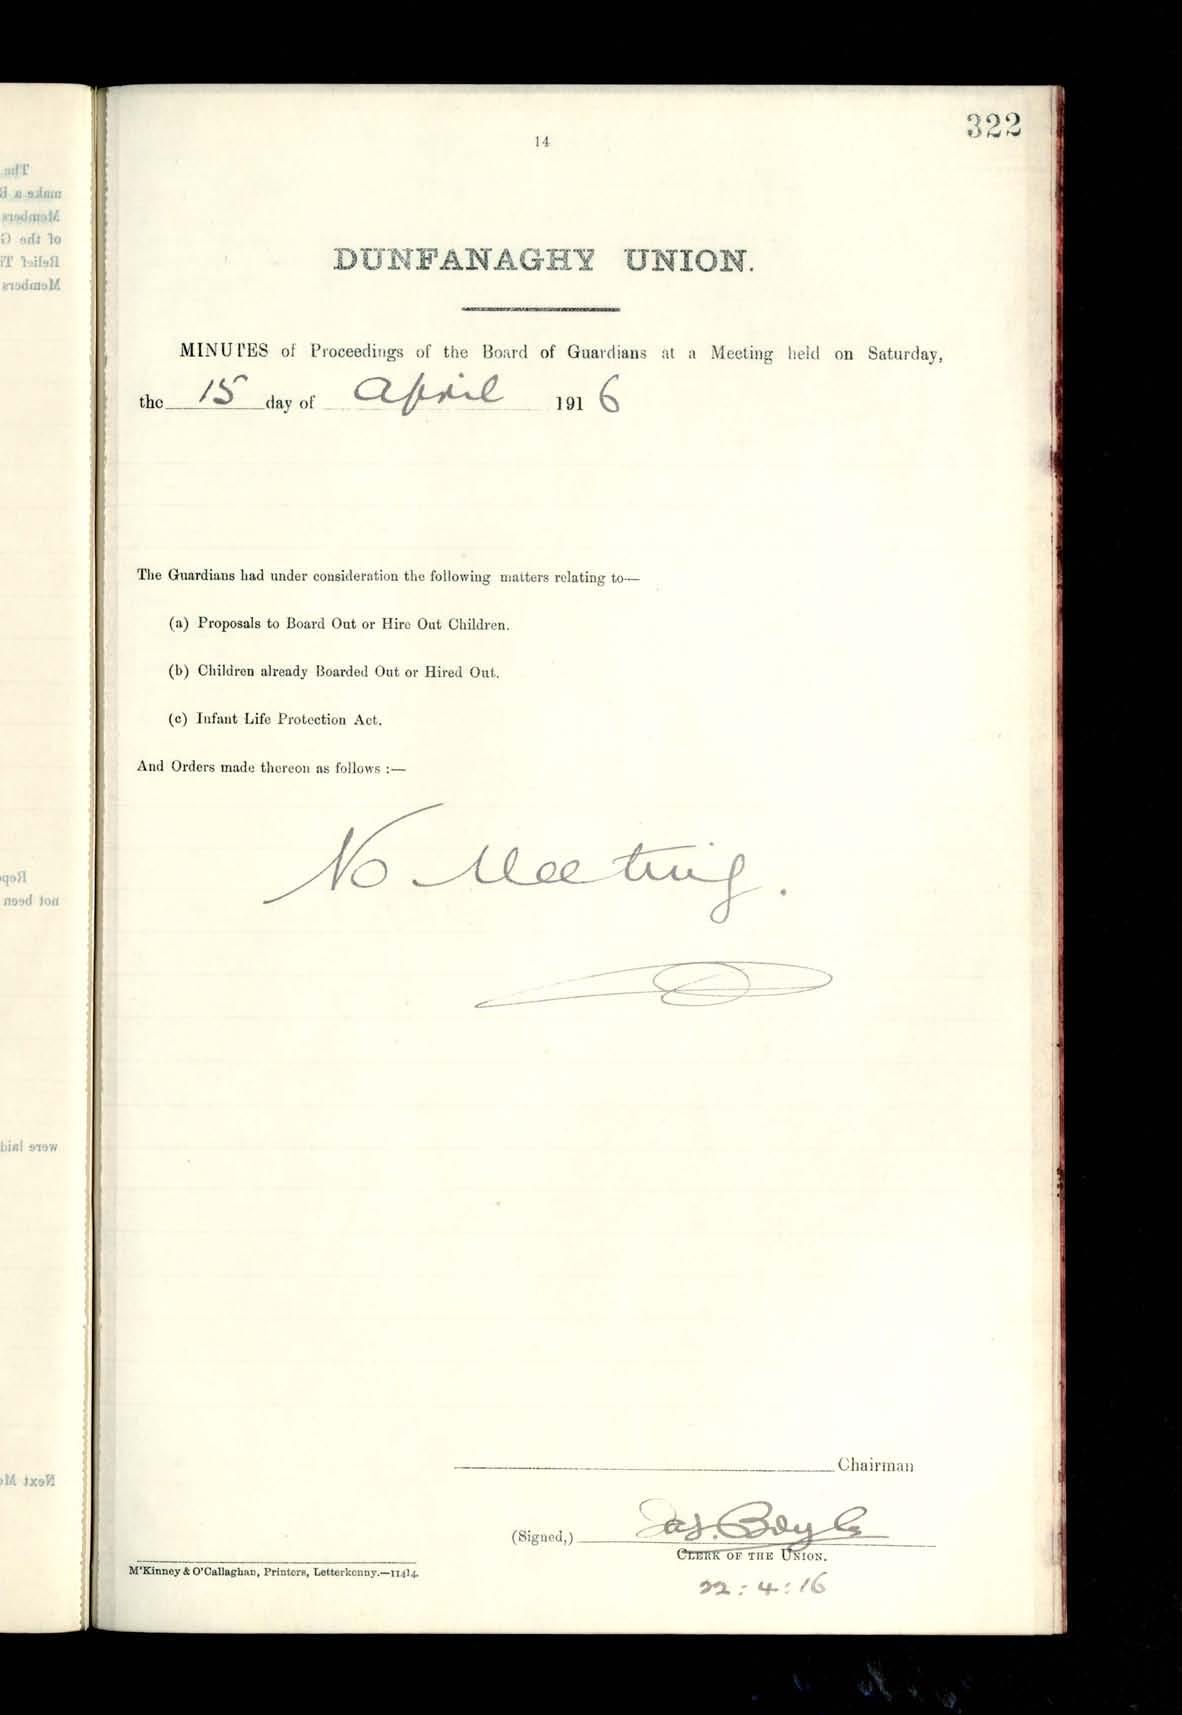 322
14
DUNFANAGHY UNION.
MINUTES of Proceedings of the Board of Guardians at a Meeting held on Saturday,
the 15 day of April 1916
The Guardians had under consideration the following matters relating to—
(a) Proposals to Board Out or Hire Out Children.
(b) Children already Boarded Out or Hired Out.
(c) Infant Life Protection Act.
And Orders made thereon as follows :—
No Meeting.
Chairman
(Signed,) Jas. Boyle
CLERK OF THE UNION.
22:4:16
M'Kinney & O'Callaghan, Printers, Letterkenny.—11414.